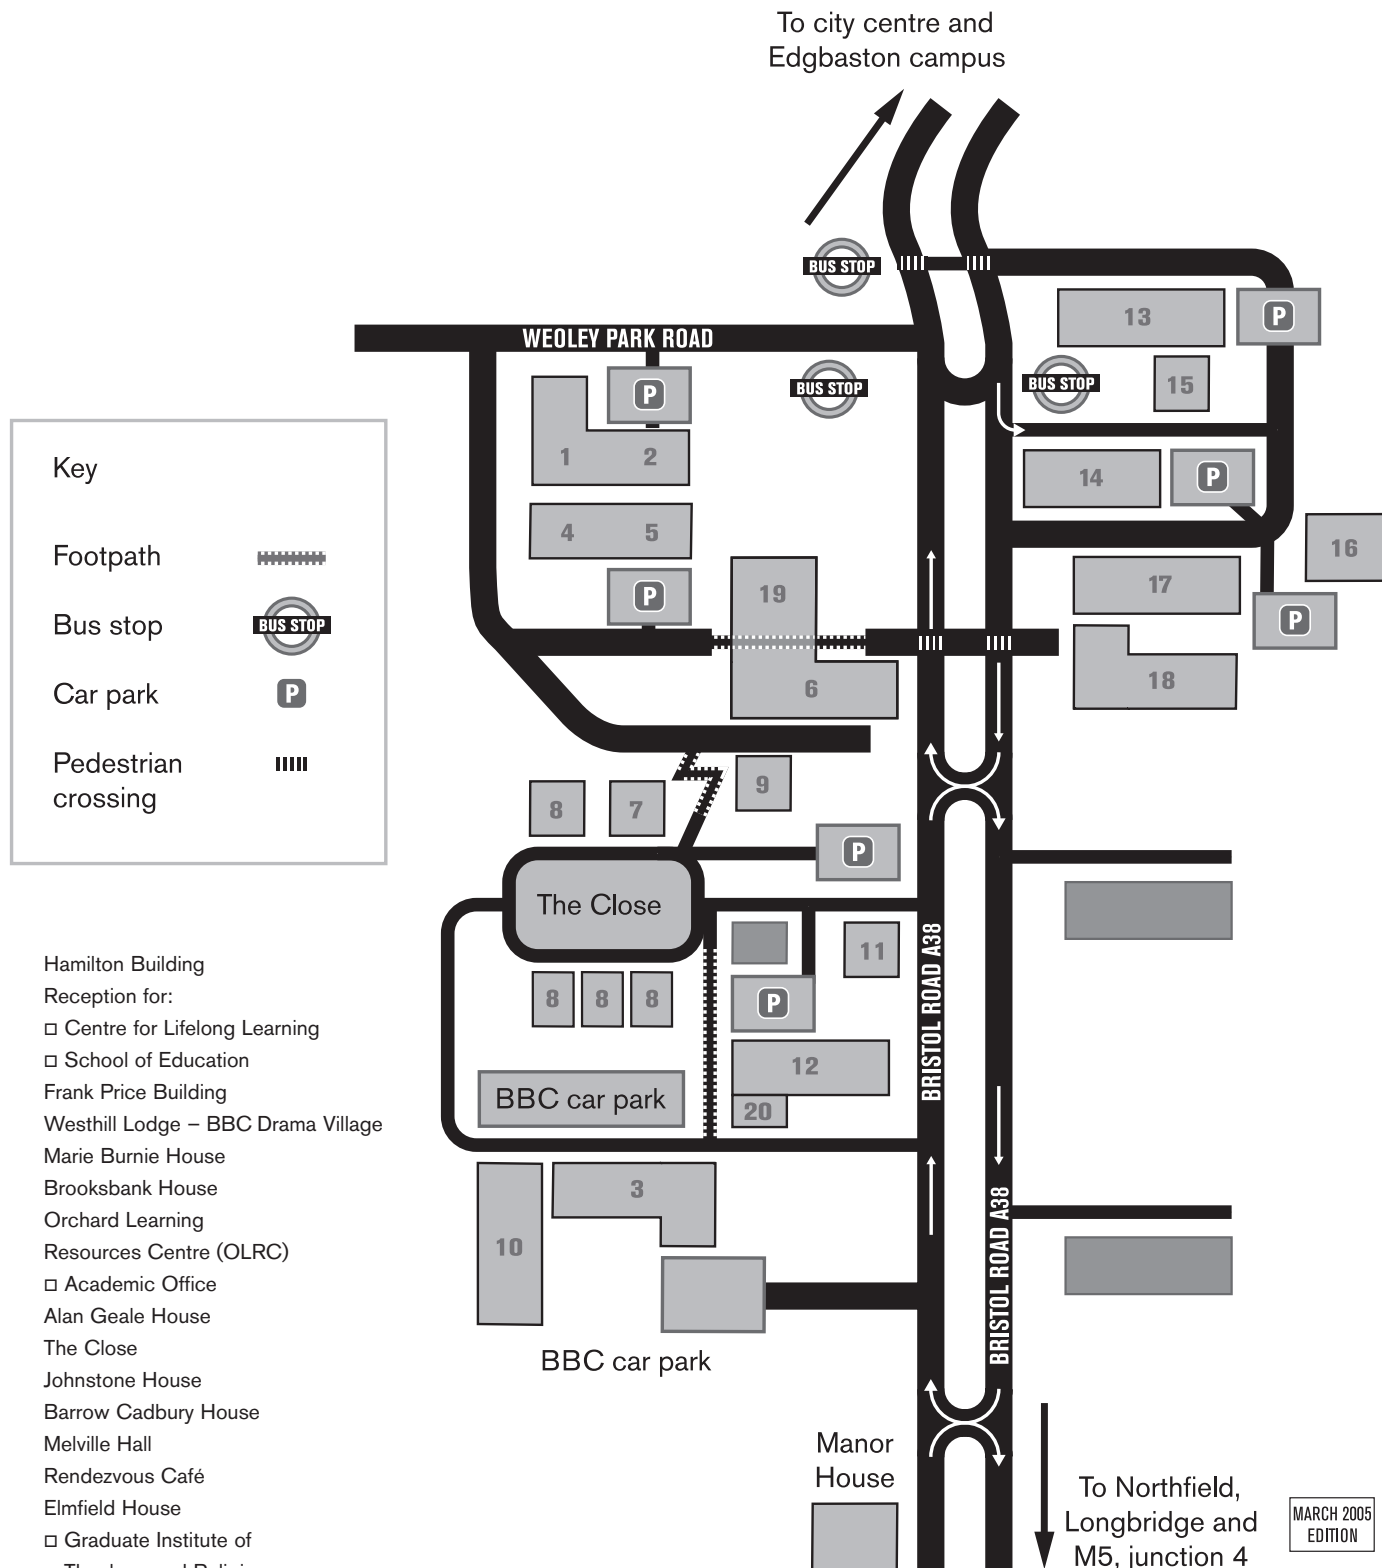 To city centre and
Edgbaston campus
BUS STOP
13
P
WEOLEY PARK ROAD
P
BUS STOP
BUS STOP
15
Key
1
2
14
P
Footpath
4
5
16
P
19
17
P
Bus stop
BUS STOP
Car park
P
6
18
Pedestrian
crossing
8
7
9
P
The Close
11
BRISTOL ROAD A38
8
8
8
P
12
BBC car park
20
3
10
BRISTOL ROAD A38
BBC car park
Manor
House
To Northfield,
Longbridge and
M5, junction 4
MARCH 2005
EDITION
Hamilton Building
Reception for:
□ Centre for Lifelong Learning
□ School of Education
Frank Price Building
Westhill Lodge – BBC Drama Village
Marie Burnie House
Brooksbank House
Orchard Learning
Resources Centre (OLRC)
□ Academic Office
Alan Geale House
The Close
Johnstone House
Barrow Cadbury House
Melville Hall
Rendezvous Café
Elmfield House
□ Graduate Institute of